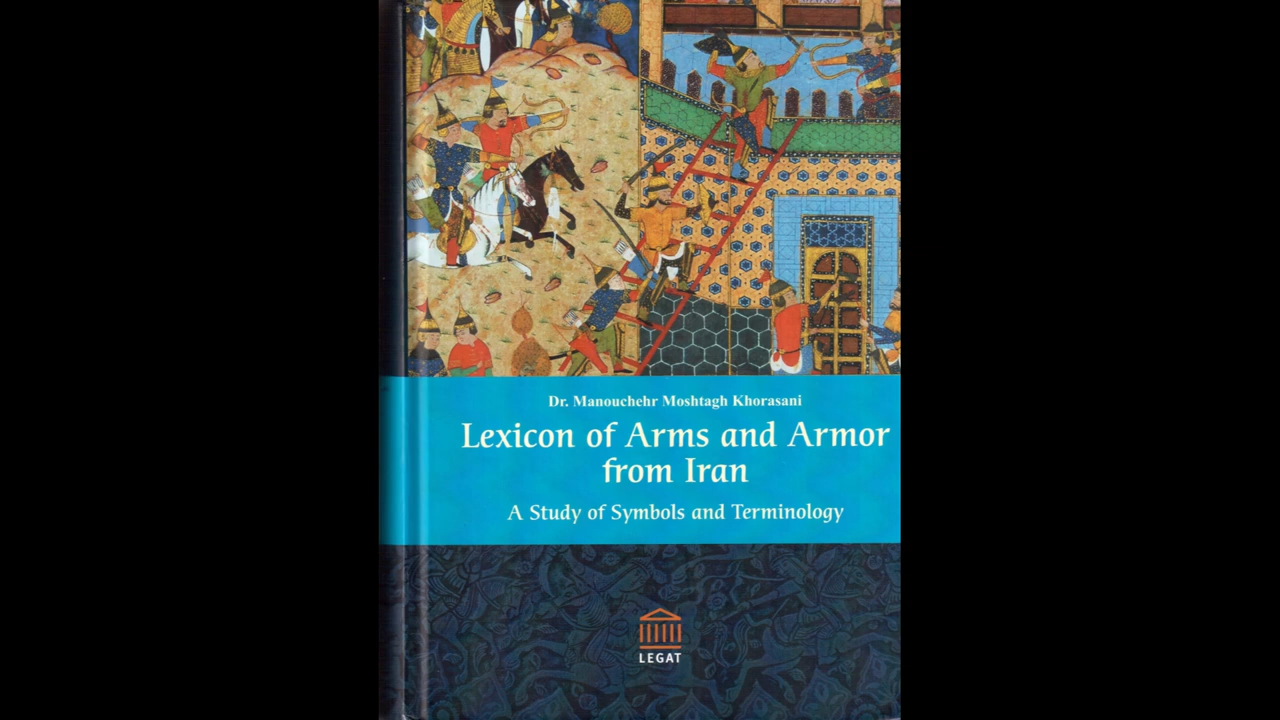 Dr. Manouchehr Moshtagh Khorasani
Lexicon of Arms and Armor
from Iran
A Study of Symbols and Terminology
LEGAT